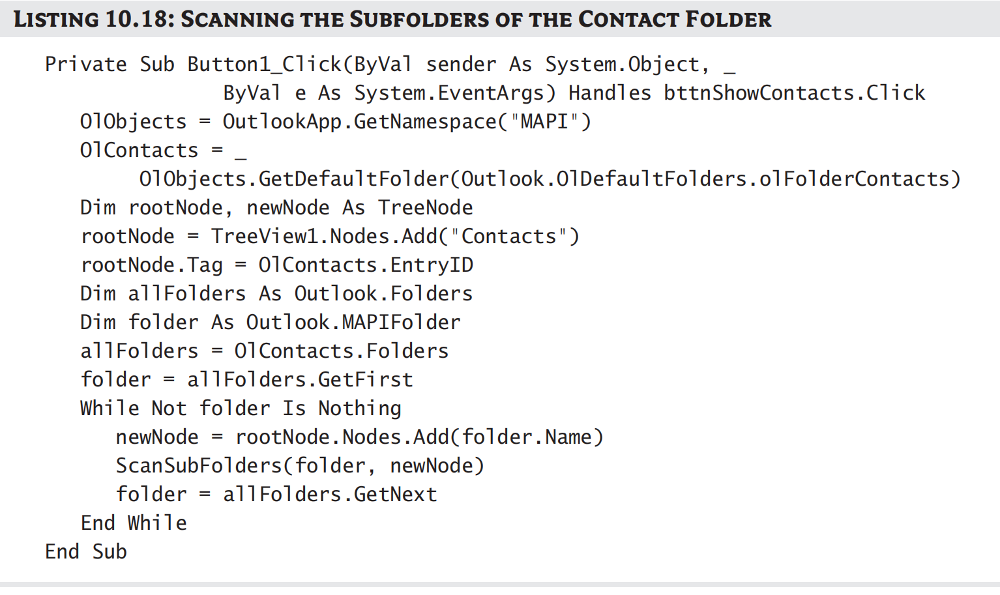 LISTING 10.18: SCANNING THE SUBFOLDERS OF THE CONTACT FOLDER
Private Sub Button1_Click(ByVal sender As System.Object, _
               ByVal e As System.EventArgs) Handles bttnShowContacts.Click
   OlObjects = OutlookApp.GetNamespace("MAPI")
   OlContacts = _
        OlObjects.GetDefaultFolder(Outlook.OlDefaultFolders.olFolderContacts)
   Dim rootNode, newNode As TreeNode
   rootNode = TreeView1.Nodes.Add("Contacts")
   rootNode.Tag = OlContacts.EntryID
   Dim allFolders As Outlook.Folders
   Dim folder As Outlook.MAPIFolder
   allFolders = OlContacts.Folders
   folder = allFolders.GetFirst
   While Not folder Is Nothing
      newNode = rootNode.Nodes.Add(folder.Name)
      ScanSubFolders(folder, newNode)
      folder = allFolders.GetNext
   End While
End Sub